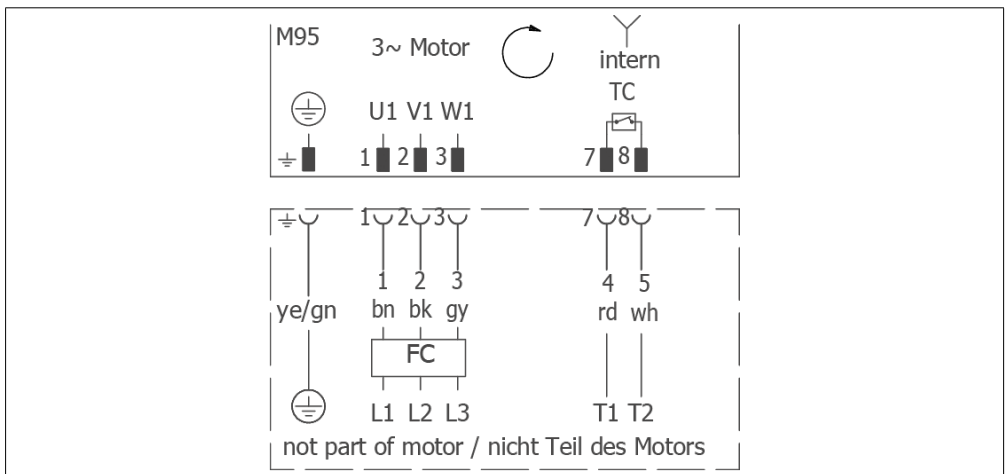 M95
3~ Motor
intern
TC
U1 V1 W1
1 2 3 7 8
1 2 3 7 8
1 2 3 4 5
ye/gn bn bk gy rd wh
FC
L1 L2 L3 T1 T2
not part of motor / nicht Teil des Motors